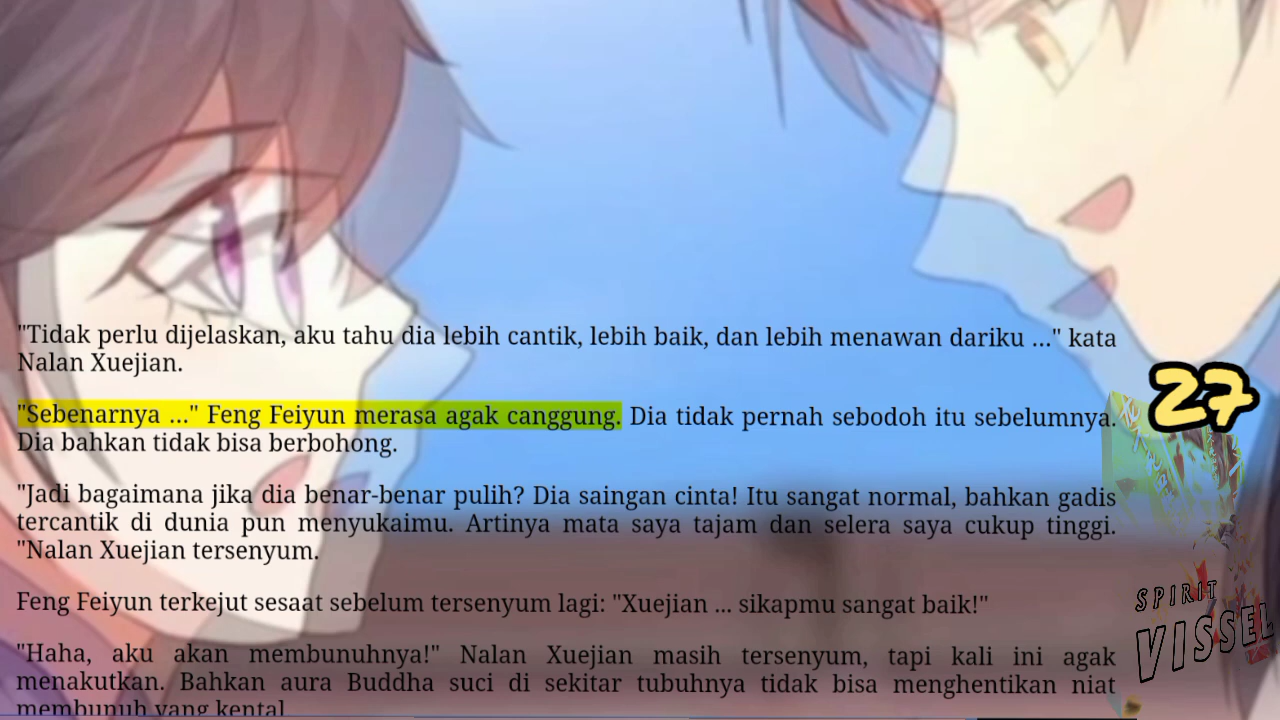 "Tidak perlu dijelaskan, aku tahu dia lebih cantik, lebih baik, dan lebih menawan dariku ..." kata
Nalan Xuejian.
"Sebenarnya ..." Feng Feiyun merasa agak canggung. Dia tidak pernah sebodoh itu sebelumnya.
Dia bahkan tidak bisa berbohong.
27
"Jadi bagaimana jika dia benar-benar pulih? Dia saingan cinta! Itu sangat normal, bahkan gadis
tercantik di dunia pun menyukaimu. Artinya mata saya tajam dan selera saya cukup tinggi.
"Nalan Xuejian tersenyum.
Feng Feiyun terkejut sesaat sebelum tersenyum lagi: "Xuejian ... sikapmu sangat baik!"
"Haha, aku akan membunuhnya!" Nalan Xuejian masih tersenyum, tapi kali ini agak
menakutkan. Bahkan aura Buddha suci di sekitar tubuhnya tidak bisa menghentikan niat
membunuh yang kental
SPIRIT
VISSEL